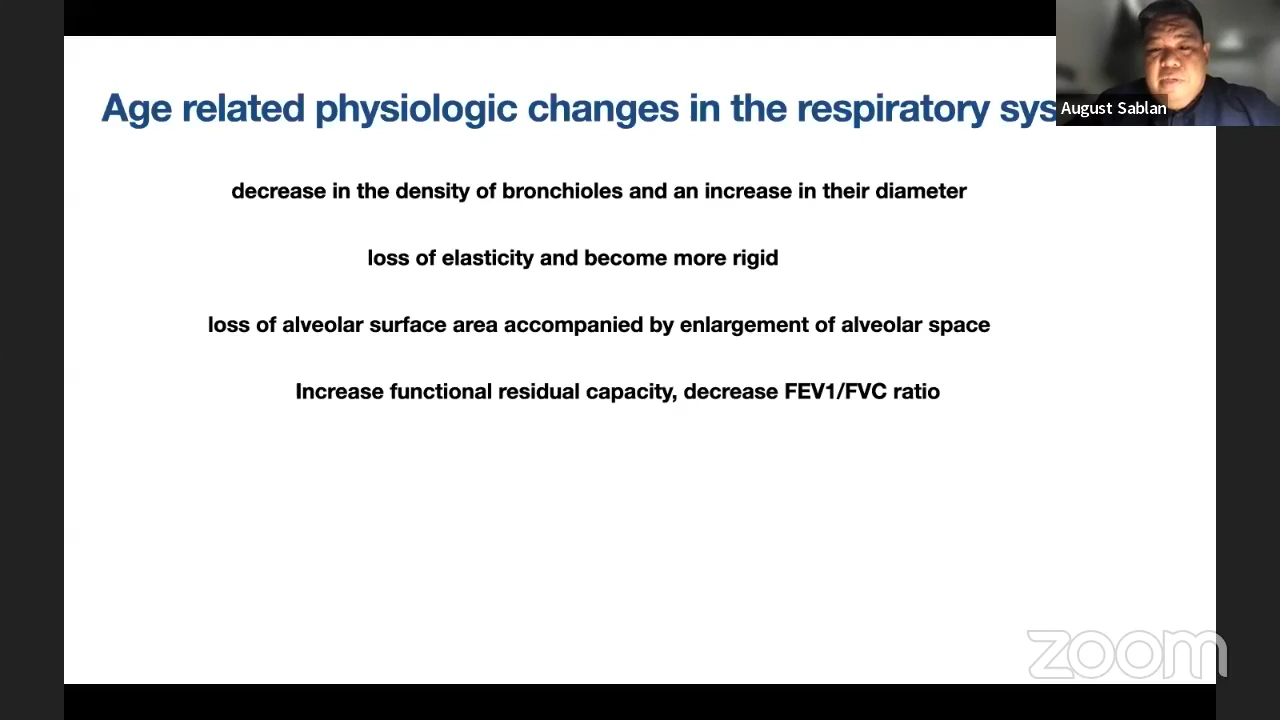 Age related physiologic changes in the respiratory sys
August Sablan
decrease in the density of bronchioles and an increase in their diameter
loss of elasticity and become more rigid
loss of alveolar surface area accompanied by enlargement of alveolar space
Increase functional residual capacity, decrease FEV1/FVC ratio
zoom